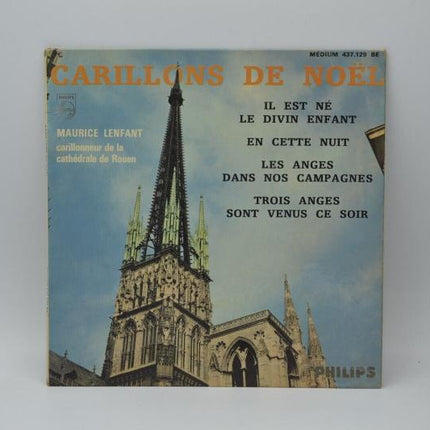 MEDIUM 437.129 BE
CARILLONS DE NOËL
PHILIPS
MAURICE LENFANT
carillonneur de la
cathédrale de Rouen
IL EST NÉ
LE DIVIN ENFANT
EN CETTE NUIT
LES ANGES
DANS NOS CAMPAGNES
TROIS ANGES
SONT VENUS CE SOIR
PHILIPS